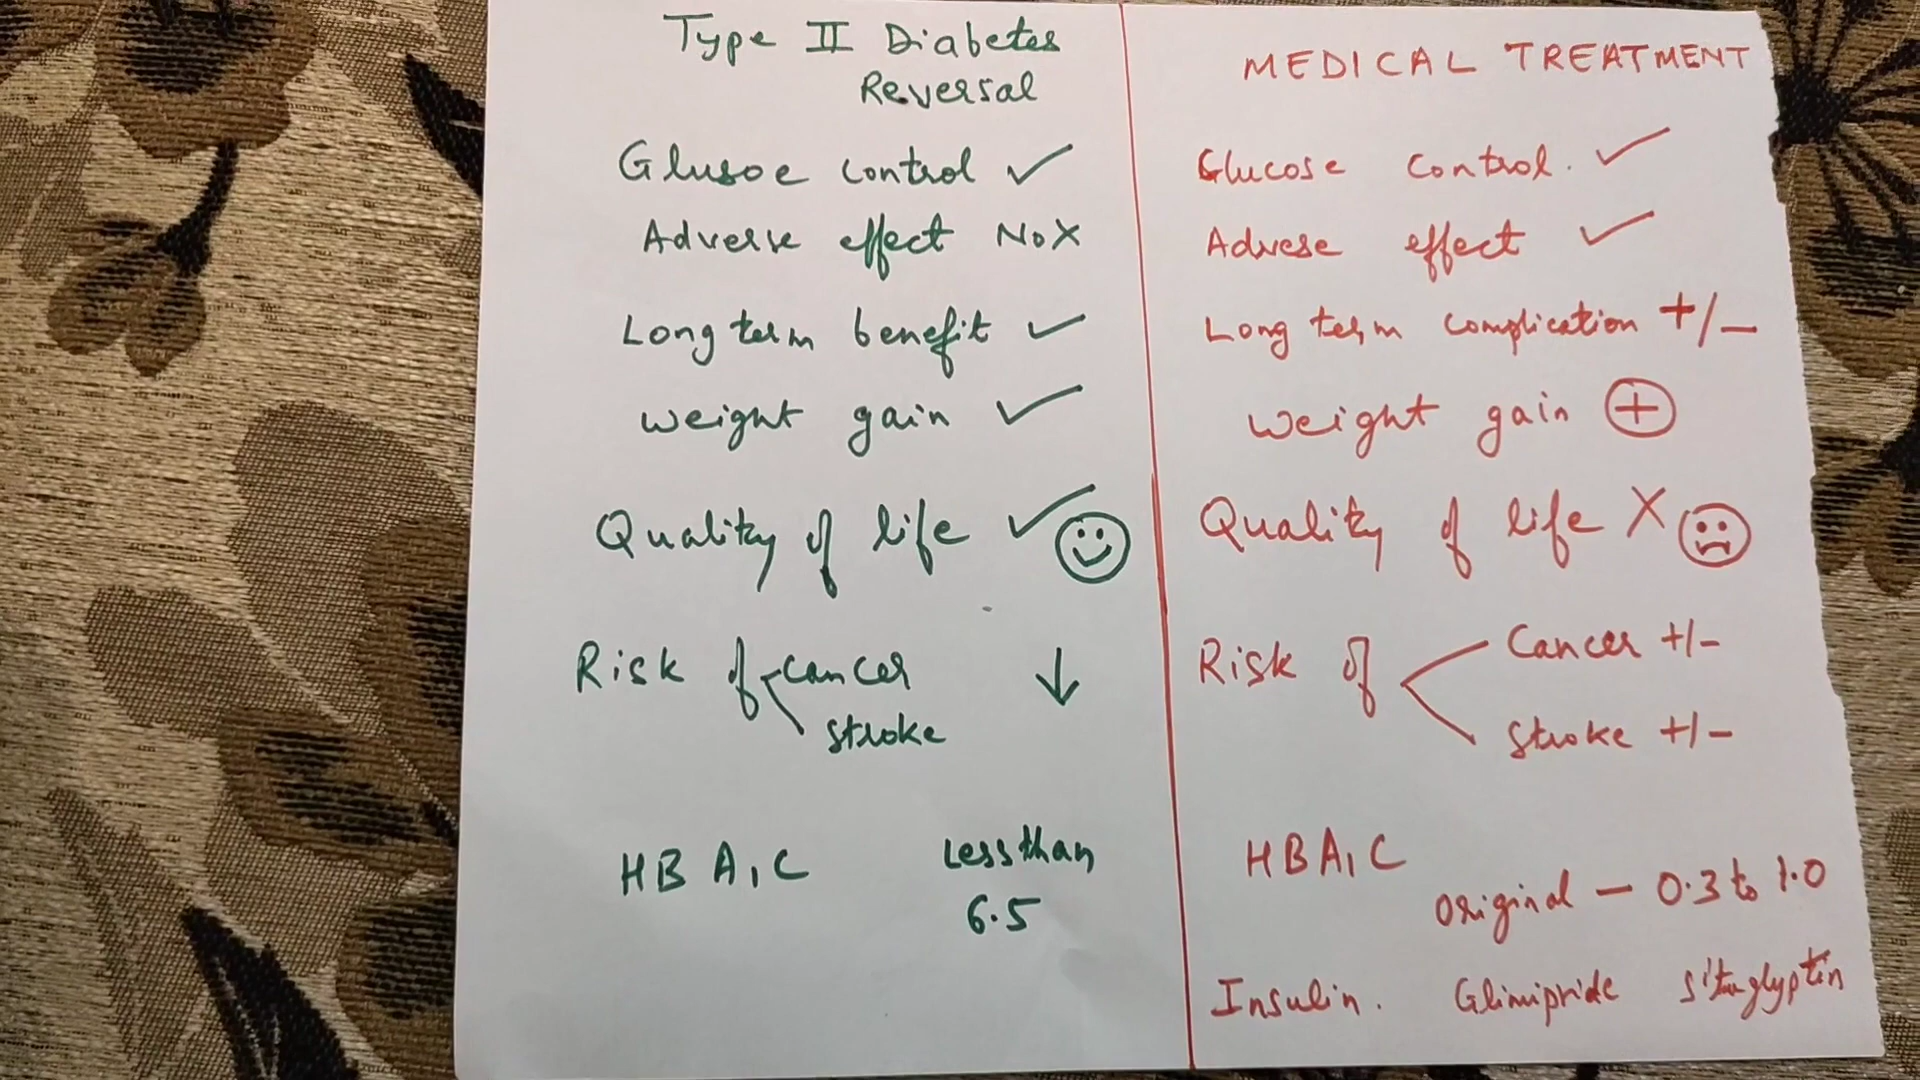 Type II Diabetes
Reversal
Glusoe control ✓
Adverse effect No X
Long term benefit ✓
weight gain ✓
Quality of life ✓
Risk of cancer ↓
stroke
HBA1C Less than
6.5
MEDICAL TREATMENT
Glucose control. ✓
Advese effect ✓
Long term complication +/-
Weight gain +
Quality of life X
Risk of Cancer +/-
Stroke +/-
HBA1C
Original - 0.3 to 1.0
Insulin. Glimipride sitaglyptin